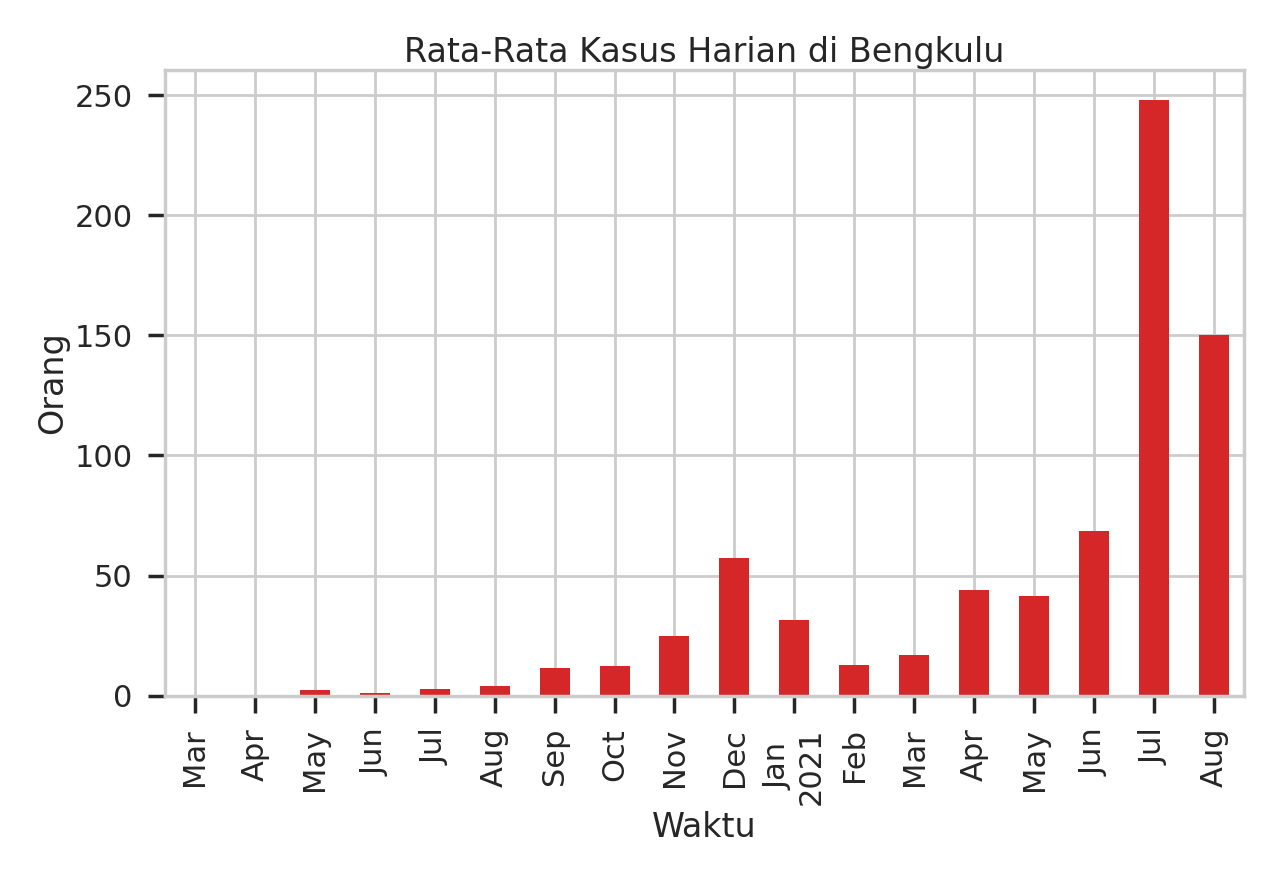 Rata-Rata Kasus Harian di Bengkulu
250
200
150
100
50
0
Orang
Mar
Apr
May
Jun
Jul
Aug
Sep
Oct
Nov
Dec
Jan
2021
Feb
Mar
Apr
May
Jun
Jul
Aug
Waktu